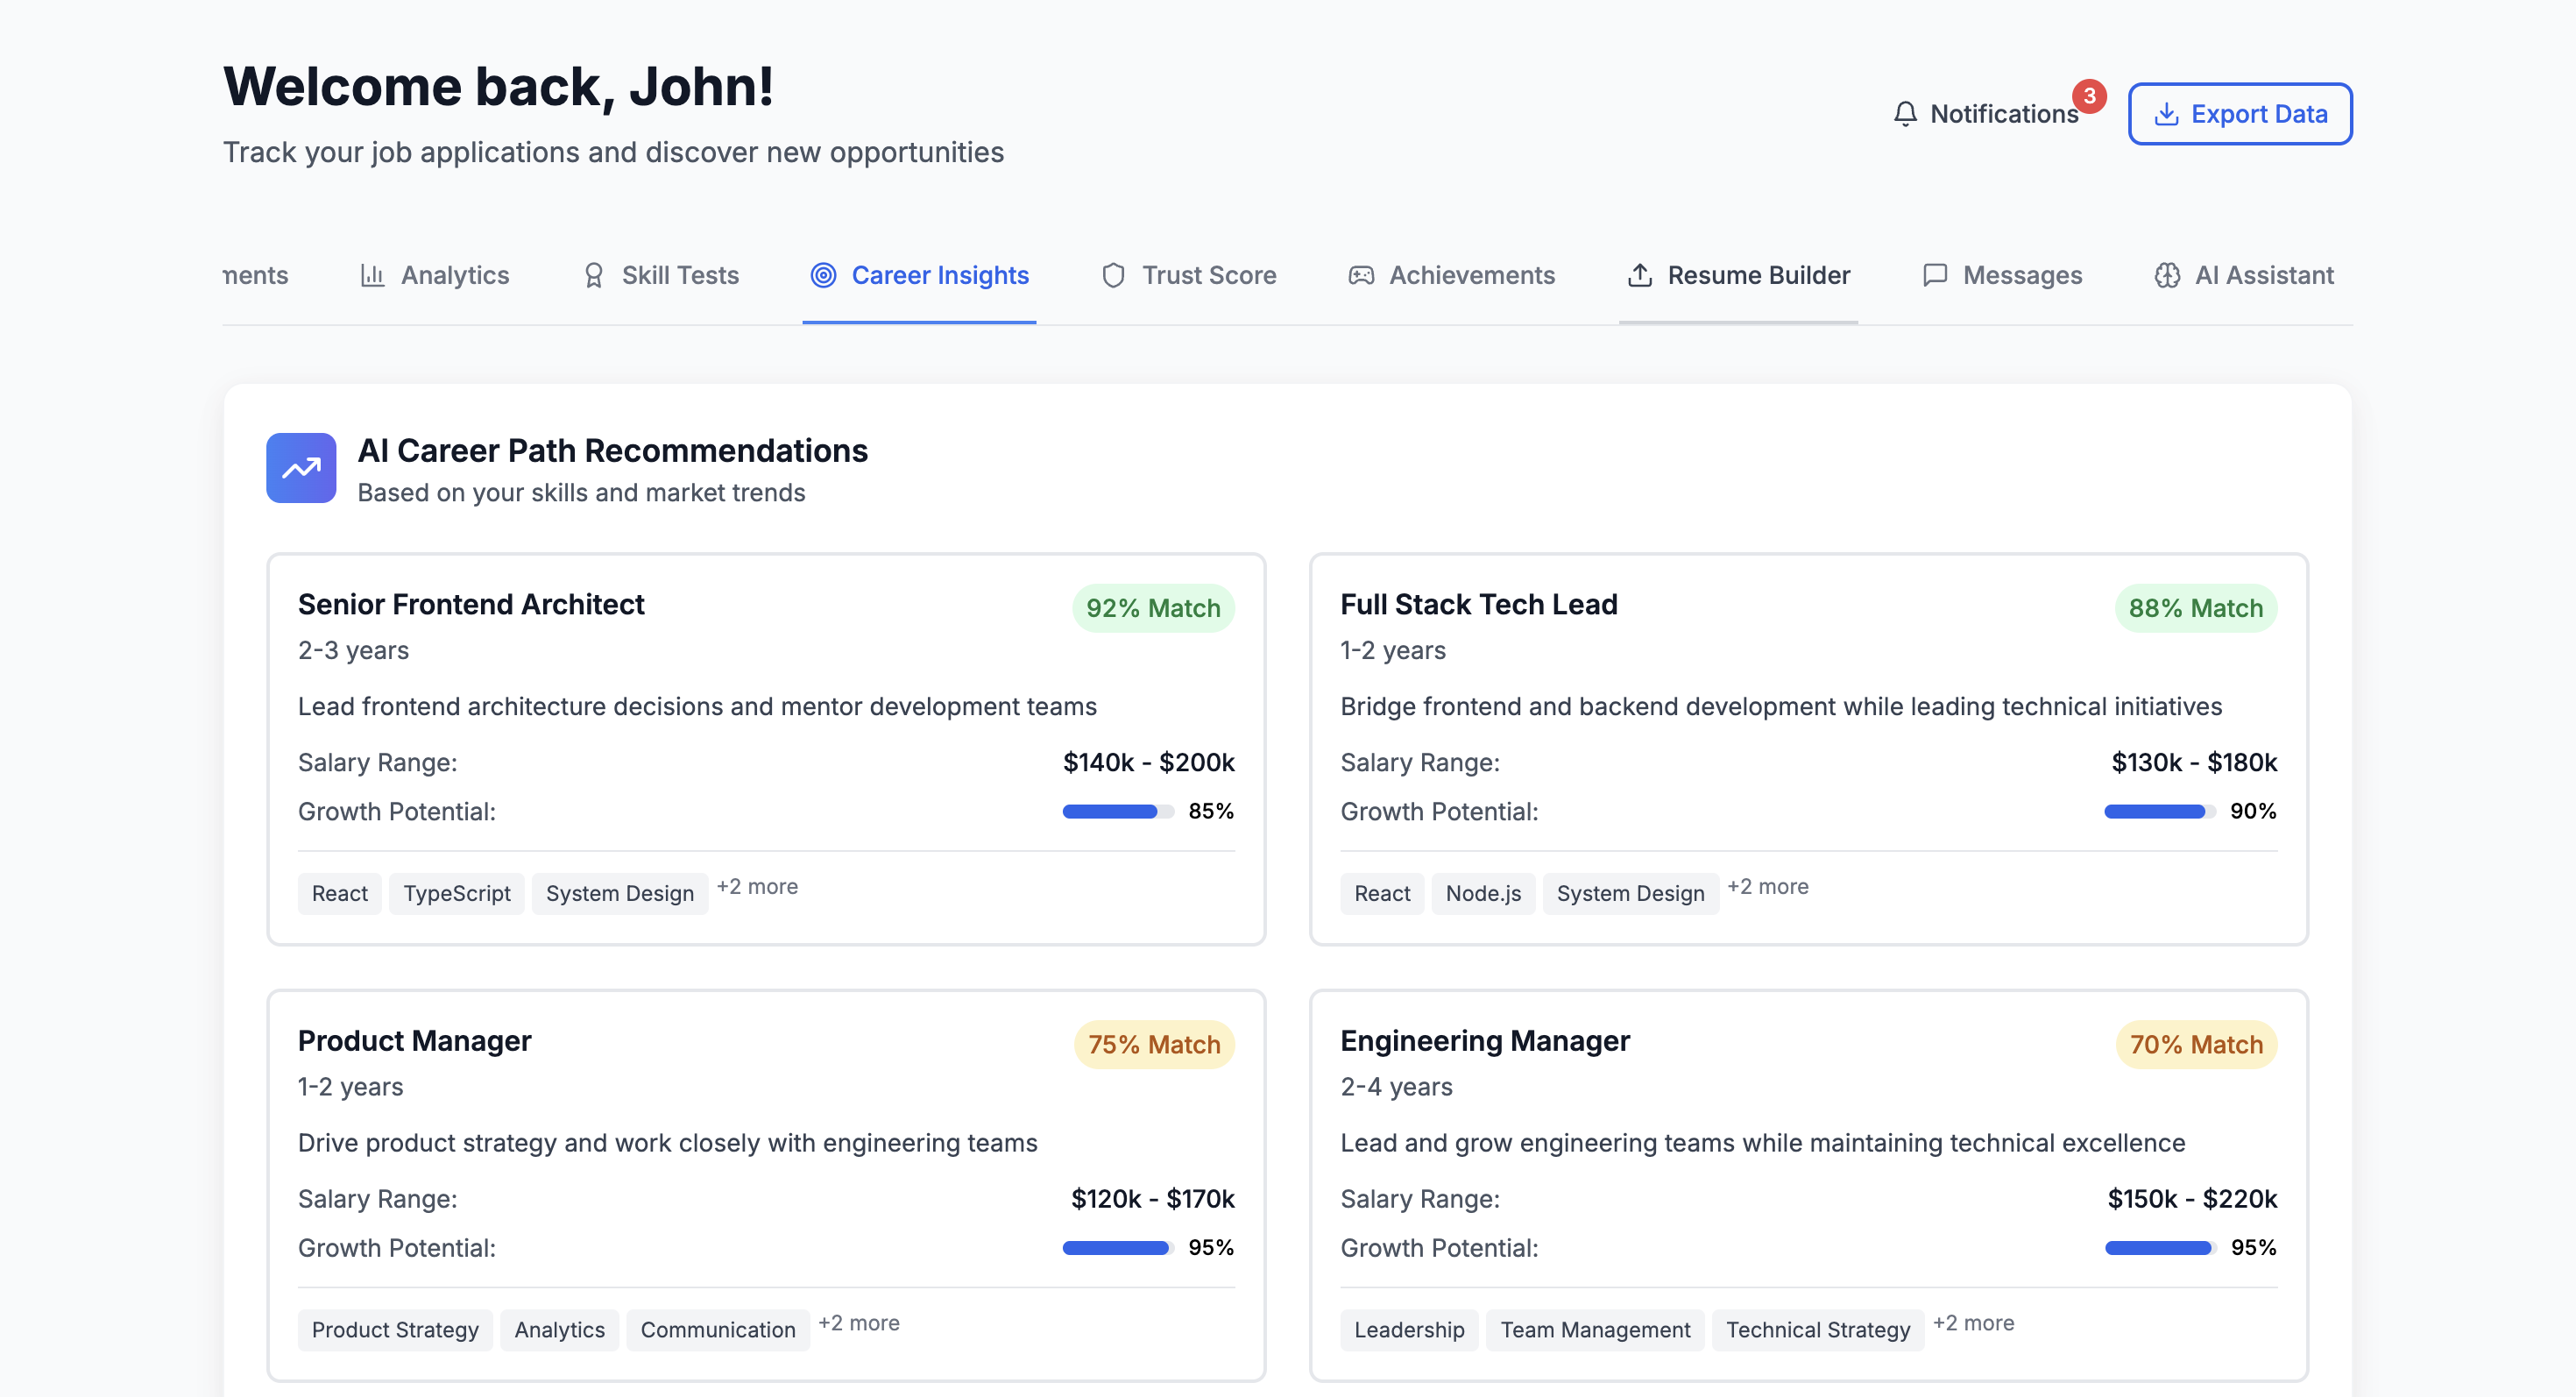 Welcome back, John!
Track your job applications and discover new opportunities
Notifications 3
Export Data
ments Analytics Skill Tests Career Insights Trust Score Achievements Resume Builder Messages AI Assistant
AI Career Path Recommendations
Based on your skills and market trends
Senior Frontend Architect
92% Match
2-3 years
Lead frontend architecture decisions and mentor development teams
Salary Range: $140k - $200k
Growth Potential: 85%
React TypeScript System Design +2 more
Full Stack Tech Lead
88% Match
1-2 years
Bridge frontend and backend development while leading technical initiatives
Salary Range: $130k - $180k
Growth Potential: 90%
React Node.js System Design +2 more
Product Manager
75% Match
1-2 years
Drive product strategy and work closely with engineering teams
Salary Range: $120k - $170k
Growth Potential: 95%
Product Strategy Analytics Communication +2 more
Engineering Manager
70% Match
2-4 years
Lead and grow engineering teams while maintaining technical excellence
Salary Range: $150k - $220k
Growth Potential: 95%
Leadership Team Management Technical Strategy +2 more